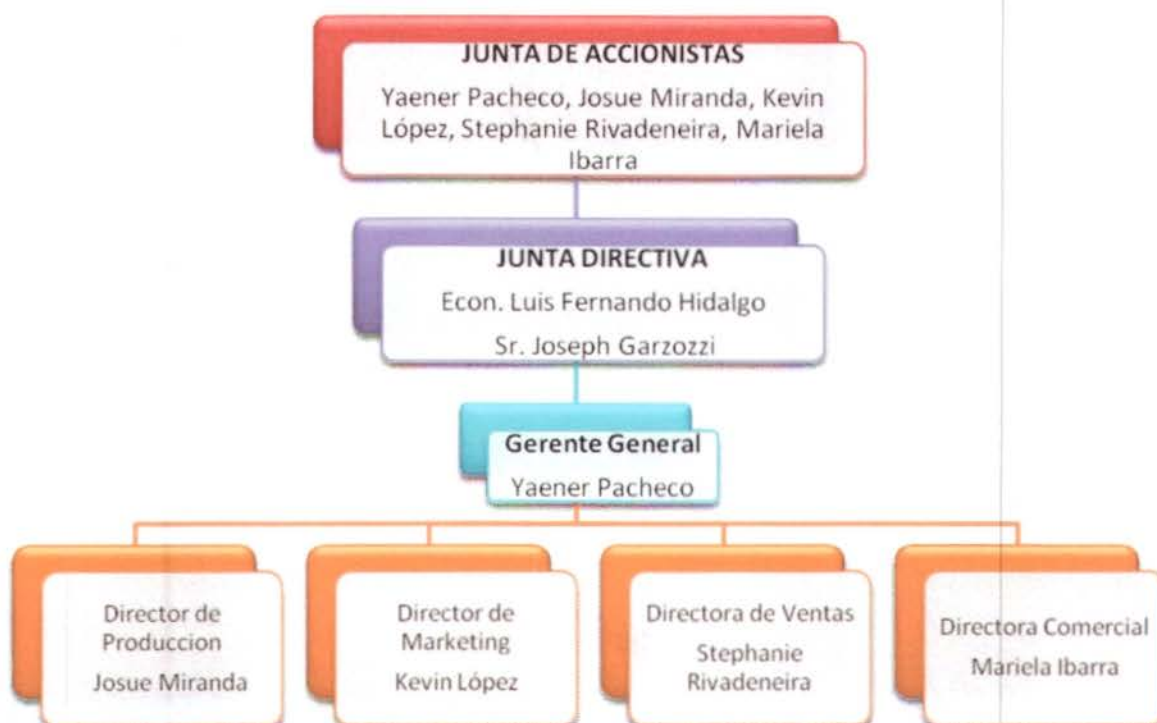 JUNTA DE ACCIONISTAS
Yaener Pacheco, Josue Miranda, Kevin
López, Stephanie Rivadeneira, Mariela
Ibarra
JUNTA DIRECTIVA
Econ. Luis Fernando Hidalgo
Sr. Joseph Garzozzi
Gerente General
Yaener Pacheco
Director de
Produccion
Josue Miranda
Director de
Marketing
Kevin López
Directora de Ventas
Stephanie
Rivadeneira
Directora Comercial
Mariela Ibarra